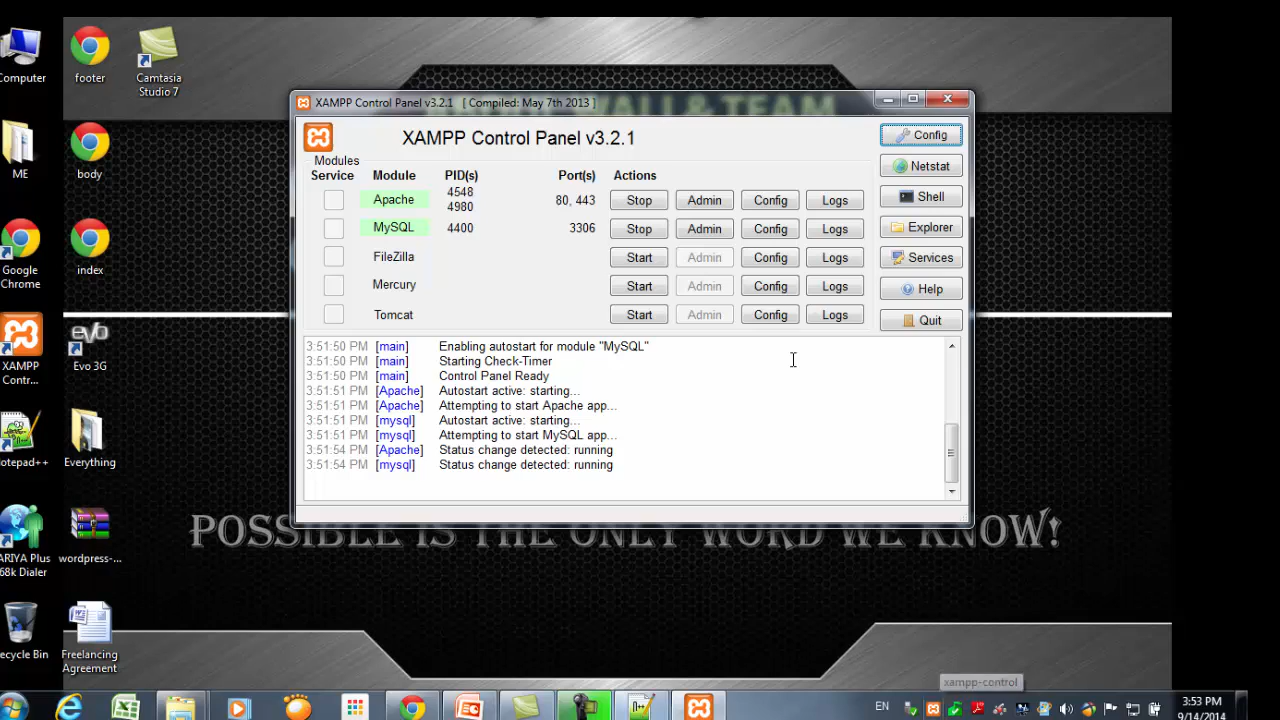 Computer
footer
Camtasia
Studio 7
ME
body
Google
Chrome
index
XAMPP
Contr...
evo
Evo 3G
Notepad++
Everything
ARIYA Plus
68k Dialer
wordpress-...
ecycle Bin
Freelancing
Agreement
XAMPP Control Panel v3.2.1 [ Compiled: May 7th 2013 ]
XAMPP Control Panel v3.2.1
Config
Modules
Service Module PID(s) Port(s) Actions
Netstat
Apache 4548
4980 80, 443 Stop Admin Config Logs
Shell
MySQL 4400 3306 Stop Admin Config Logs
Explorer
FileZilla Start Admin Config Logs
Services
Mercury Start Admin Config Logs
Help
Tomcat Start Admin Config Logs
Quit
3:51:50 PM [main] Enabling autostart for module "MySQL"
3:51:50 PM [main] Starting Check-Timer
3:51:50 PM [main] Control Panel Ready
3:51:51 PM [Apache] Autostart active: starting...
3:51:51 PM [Apache] Attempting to start Apache app...
3:51:51 PM [mysql] Autostart active: starting...
3:51:51 PM [mysql] Attempting to start MySQL app...
3:51:54 PM [Apache] Status change detected: running
3:51:54 PM [mysql] Status change detected: running
POSSIBLE IS THE ONLY WORD WE KNOW!
xampp-control
EN
3:53 PM
9/14/2014